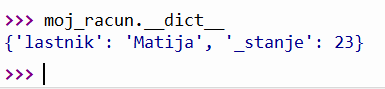 >>> moj_racun.__dict__
{'lastnik': 'Matija', '_stanje': 23}
>>>